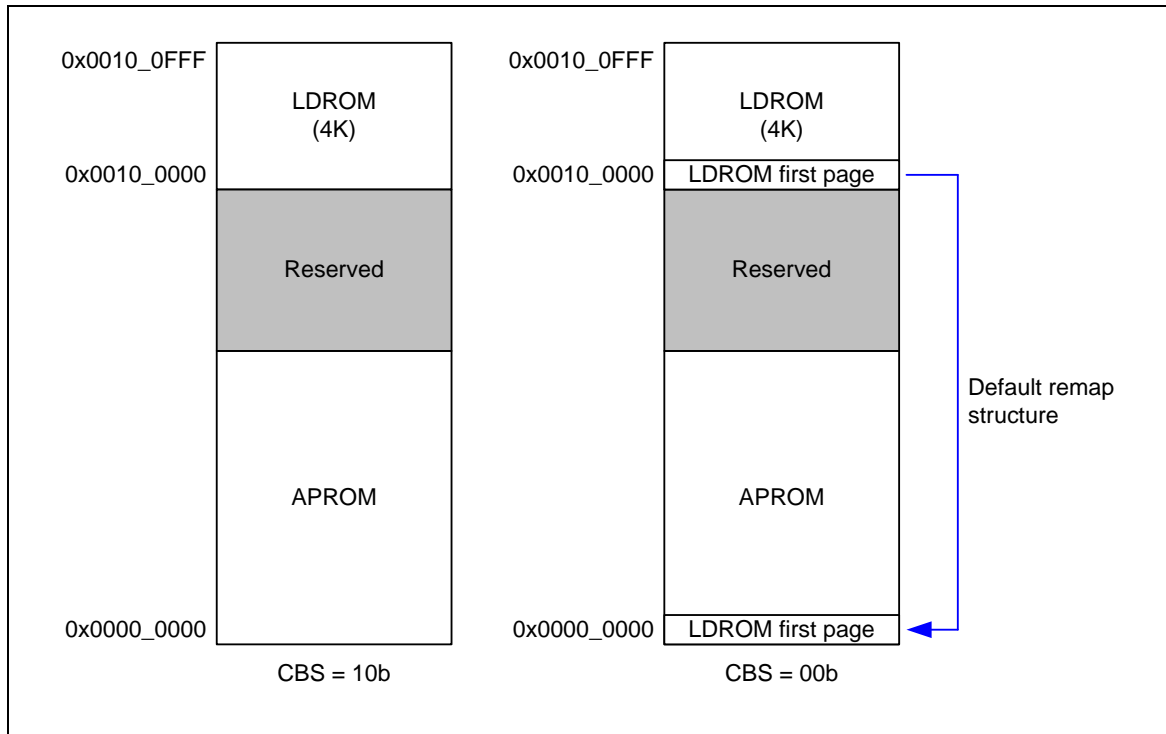 0x0010_0FFF
LDROM
(4K)
0x0010_0000
Reserved
APROM
0x0000_0000
CBS = 10b
0x0010_0FFF
LDROM
(4K)
0x0010_0000
LDROM first page
Reserved
Default remap
structure
APROM
0x0000_0000
LDROM first page
CBS = 00b